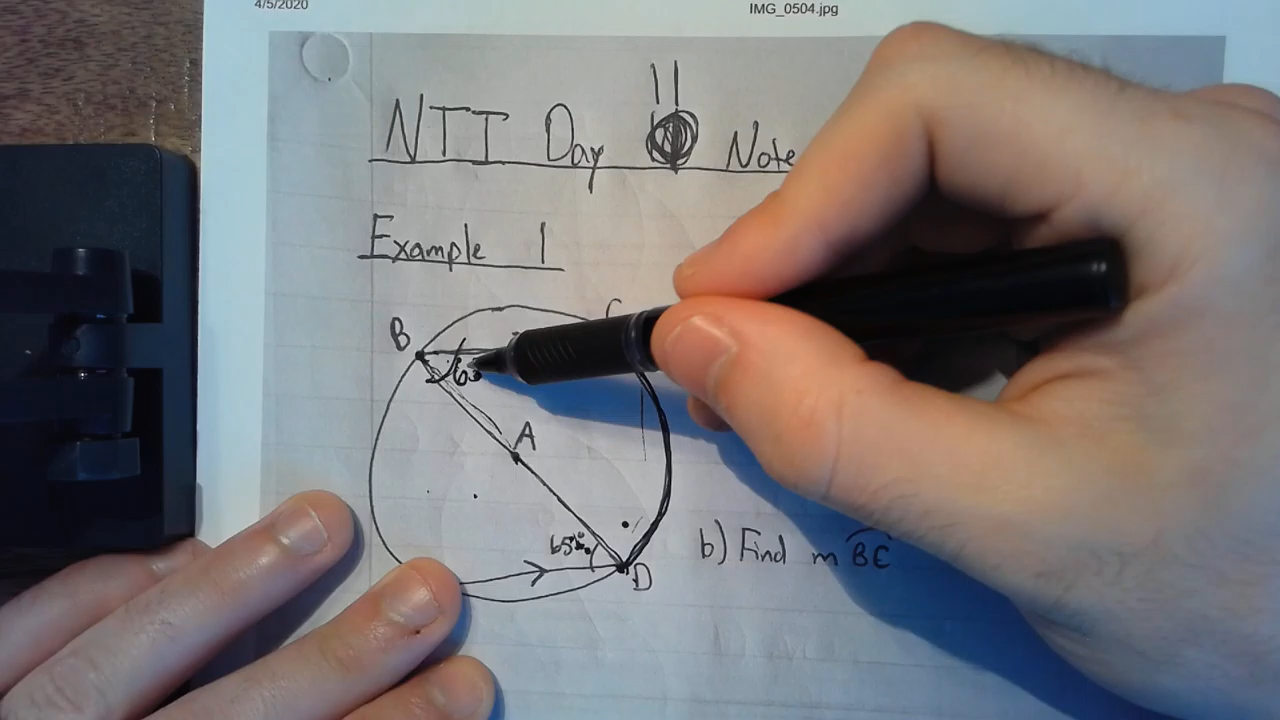 4/5/2020 IMG_0504.jpg
NTI Day 11 Note
Example 1
B
A
65
D
b) Find m BC